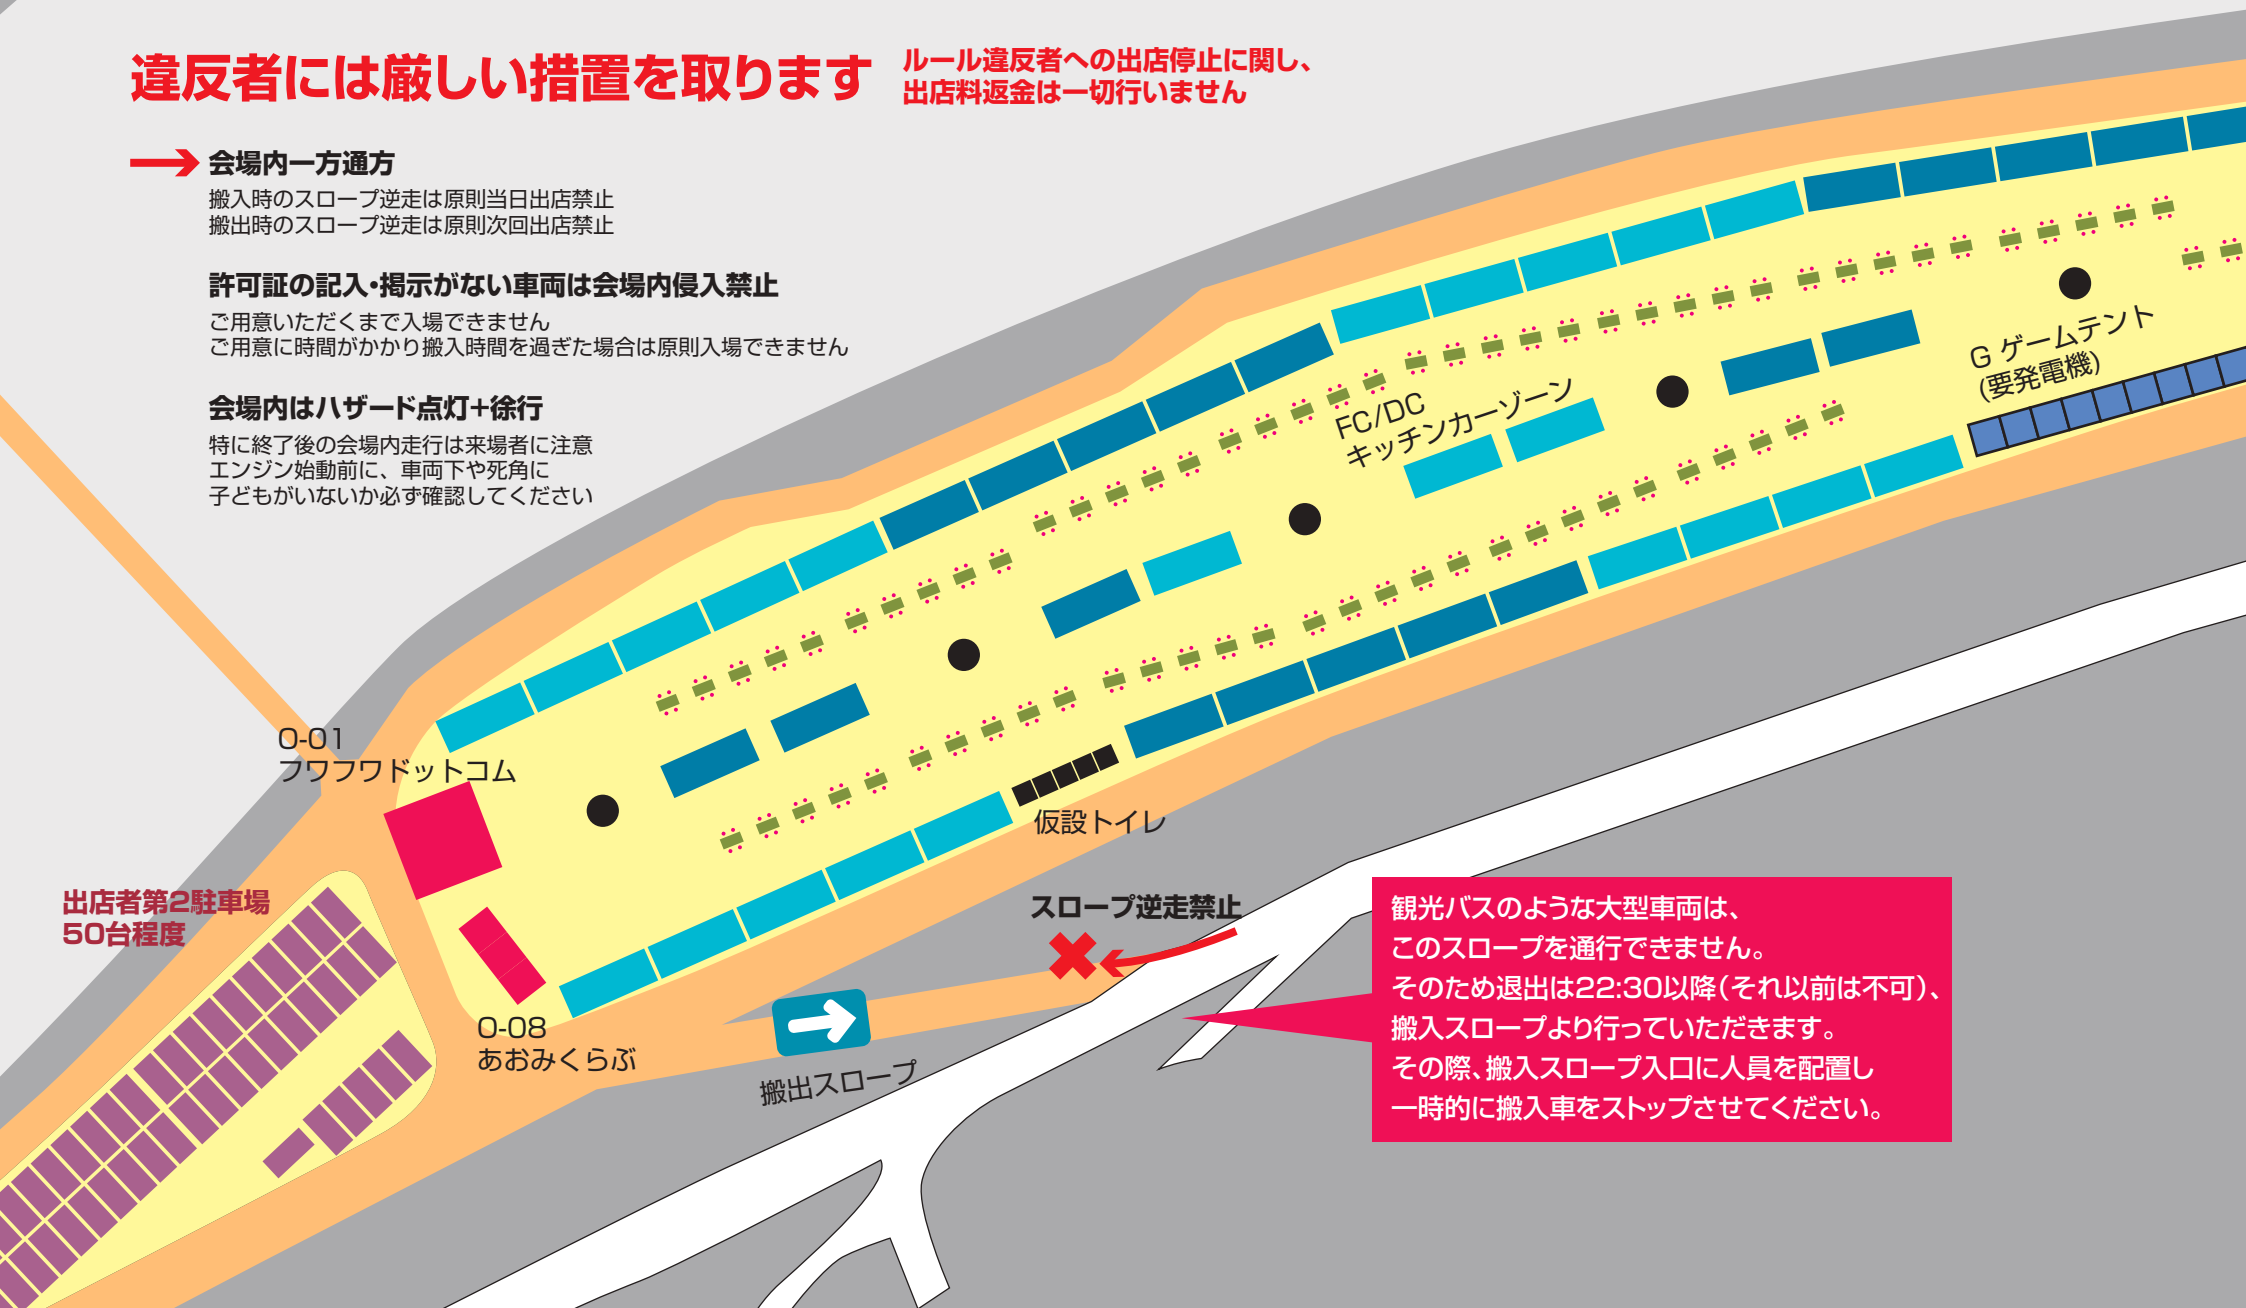 違反者には厳しい措置を取ります
ルール違反者への出店停止に関し、
出店料返金は一切行いません
会場内一方通方
搬入時のスロープ逆走は原則当日出店禁止
搬出時のスロープ逆走は原則次回出店禁止
許可証の記入・掲示がない車両は会場内侵入禁止
ご用意いただくまで入場できません
ご用意に時間がかかり搬入時間を過ぎた場合は原則入場できません
会場内はハザード点灯+徐行
特に終了後の会場内走行は来場者に注意
エンジン始動前に、車両下や死角に
子どもがいないか必ず確認してください
G ゲームテント
(要発電機)
FC/DC
キッチンカーゾーン
O-01
フワフワドットコム
仮設トイレ
出店者第2駐車場
50台程度
スロープ逆走禁止
O-08
あおみくらぶ
搬出スロープ
観光バスのような大型車両は、
このスロープを通行できません。
そのため退出は22:30以降(それ以前は不可)、
搬入スロープより行っていただきます。
その際、搬入スロープ入口に人員を配置し
一時的に搬入車をストップさせてください。